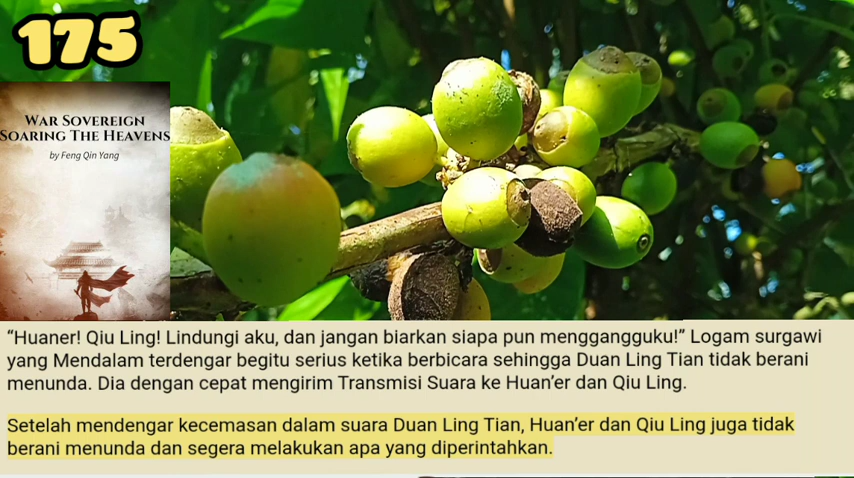 175
WAR SOVEREIGN
SOARING THE HEAVENS
by Feng Qin Yang
“Huaner! Qiu Ling! Lindungi aku, dan jangan biarkan siapa pun menggangguku!” Logam surgawi
yang Mendalam terdengar begitu serius ketika berbicara sehingga Duan Ling Tian tidak berani
menunda. Dia dengan cepat mengirim Transmisi Suara ke Huan’er dan Qiu Ling.
Setelah mendengar kecemasan dalam suara Duan Ling Tian, Huan’er dan Qiu Ling juga tidak
berani menunda dan segera melakukan apa yang diperintahkan.